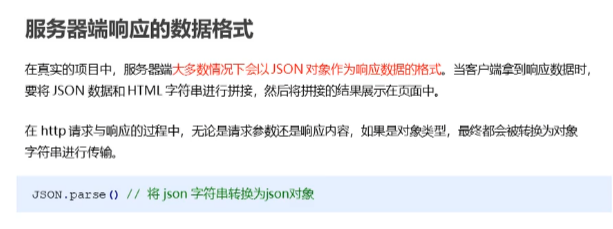 服务器端响应的数据格式
在真实的项目中，服务器端大多数情况下会以 JSON 对象作为响应数据的格式。当客户端拿到响应数据时，
要将 JSON 数据和 HTML 字符串进行拼接，然后将拼接的结果展示在页面中。
在 http 请求与响应的过程中，无论是请求参数还是响应内容，如果是对象类型，最终都会被转换为对象
字符串进行传输。
JSON.parse() // 将 json 字符串转换为json对象